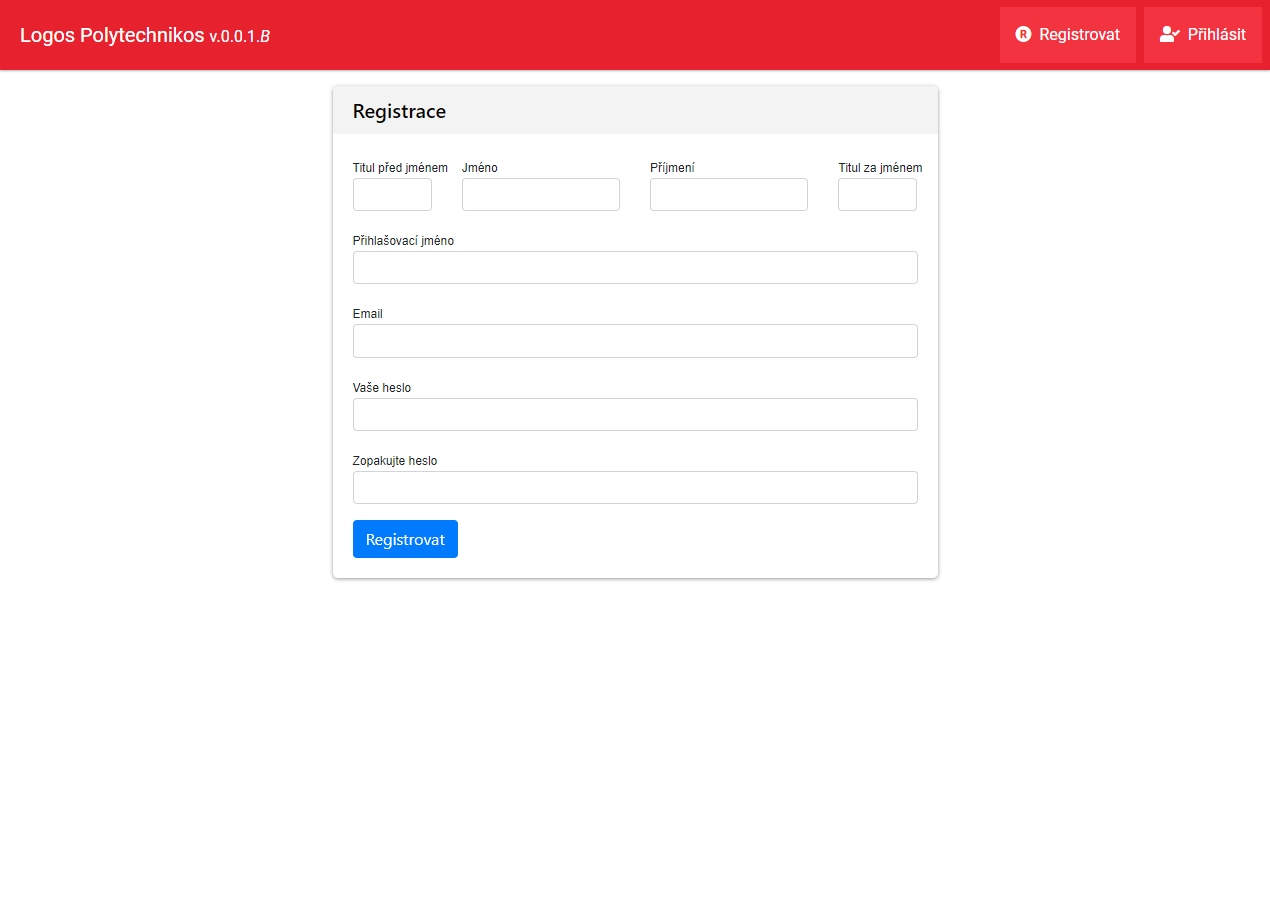 Logos Polytechnikos v.0.0.1.B
R Registrovat
Přihlásit
Registrace
Titul před jménem Jméno Příjmení Titul za jménem
Přihlašovací jméno
Email
Vaše heslo
Zopakujte heslo
Registrovat